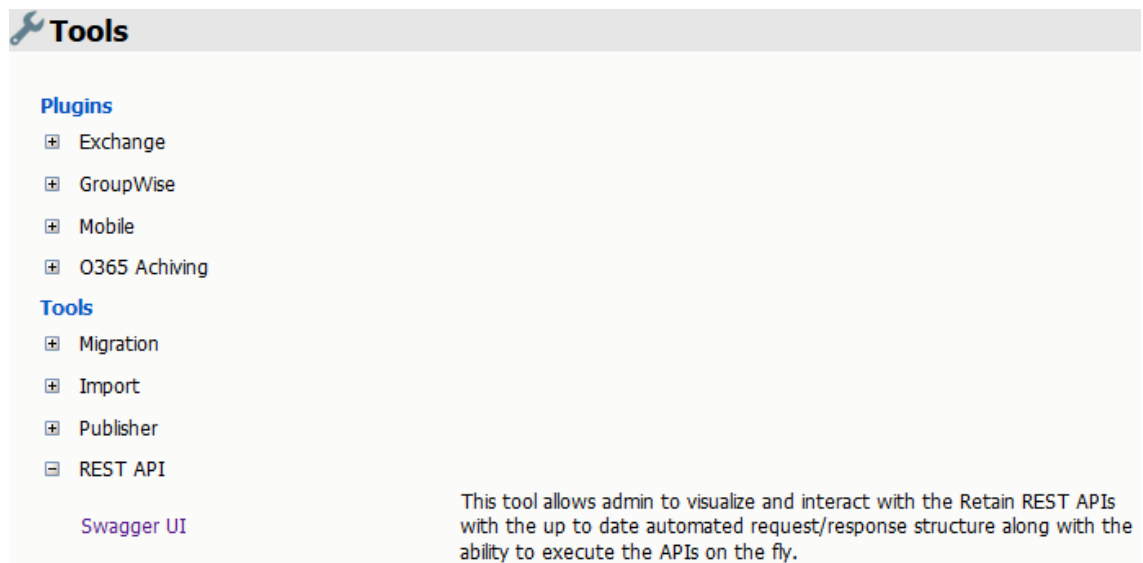 Tools
Plugins
Exchange
GroupWise
Mobile
O365 Achiving
Tools
Migration
Import
Publisher
REST API
Swagger UI
This tool allows admin to visualize and interact with the Retain REST APIs
with the up to date automated request/response structure along with the
ability to execute the APIs on the fly.